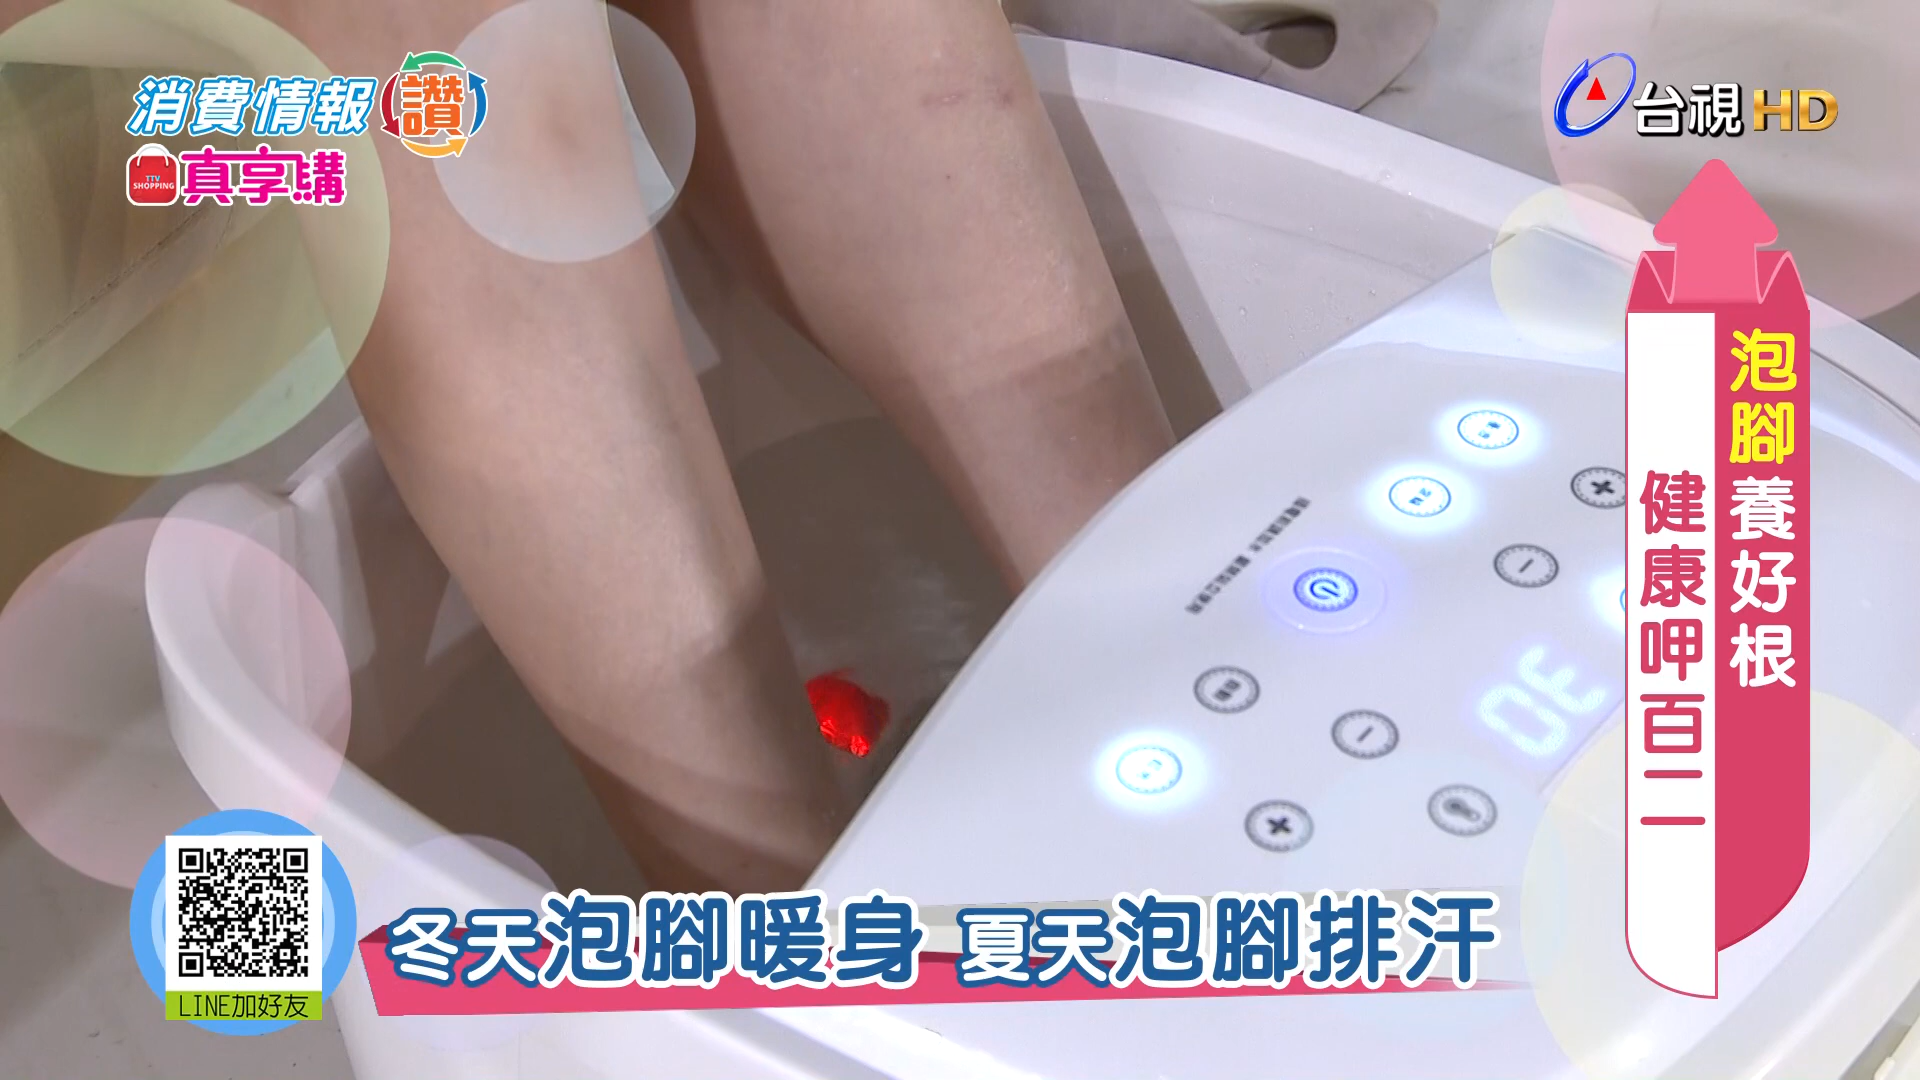 消費情報讚
TTV
SHOPPING
真享購
台視HD
泡腳養好根
健康呷百二
冬天泡腳暖身 夏天泡腳排汗
LINE加好友